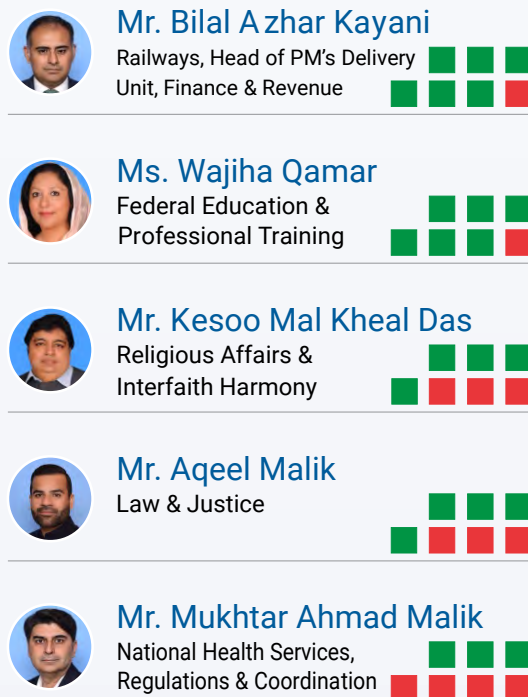 Mr. Bilal Azhar Kayani
Railways, Head of PM's Delivery
Unit, Finance & Revenue
Ms. Wajiha Qamar
Federal Education &
Professional Training
Mr. Kesoo Mal Kheal Das
Religious Affairs &
Interfaith Harmony
Mr. Aqeel Malik
Law & Justice
Mr. Mukhtar Ahmad Malik
National Health Services,
Regulations & Coordination